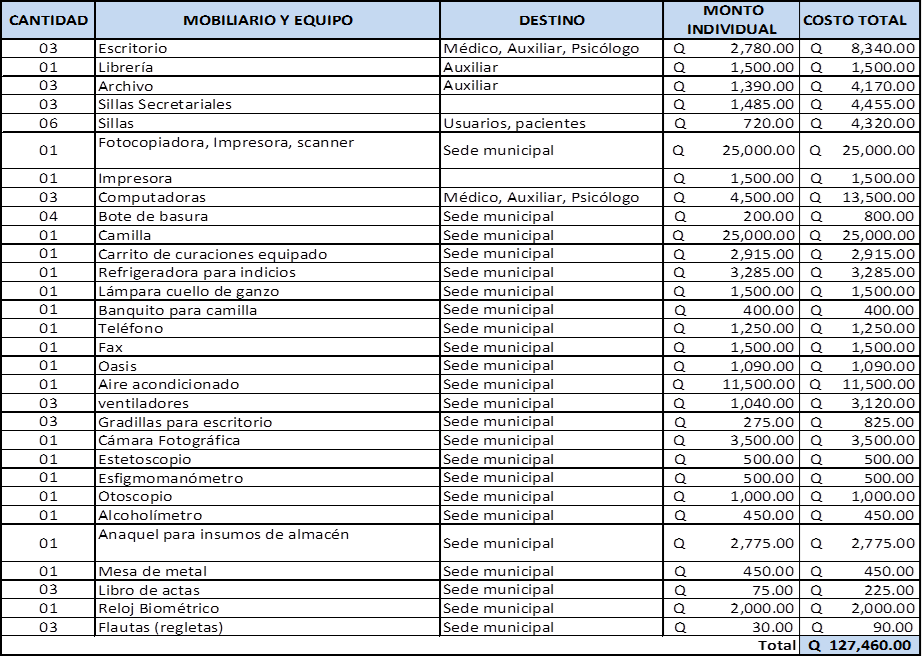 CANTIDAD MOBILIARIO Y EQUIPO DESTINO MONTO INDIVIDUAL COSTO TOTAL
03 Escritorio Médico, Auxiliar, Psicólogo Q 2,780.00 Q 8,340.00
01 Librería Auxiliar Q 1,500.00 Q 1,500.00
03 Archivo Auxiliar Q 1,390.00 Q 4,170.00
03 Sillas Secretariales Q 1,485.00 Q 4,455.00
06 Sillas Usuarios, pacientes Q 720.00 Q 4,320.00
01 Fotocopiadora, Impresora, scanner Sede municipal Q 25,000.00 Q 25,000.00
01 Impresora Q 1,500.00 Q 1,500.00
03 Computadoras Médico, Auxiliar, Psicólogo Q 4,500.00 Q 13,500.00
04 Bote de basura Sede municipal Q 200.00 Q 800.00
01 Camilla Sede municipal Q 25,000.00 Q 25,000.00
01 Carrito de curaciones equipado Sede municipal Q 2,915.00 Q 2,915.00
01 Refrigeradora para indicios Sede municipal Q 3,285.00 Q 3,285.00
01 Lámpara cuello de ganzo Sede municipal Q 1,500.00 Q 1,500.00
01 Banquito para camilla Sede municipal Q 400.00 Q 400.00
01 Teléfono Sede municipal Q 1,250.00 Q 1,250.00
01 Fax Sede municipal Q 1,500.00 Q 1,500.00
01 Oasis Sede municipal Q 1,090.00 Q 1,090.00
01 Aire acondicionado Sede municipal Q 11,500.00 Q 11,500.00
03 ventiladores Sede municipal Q 1,040.00 Q 3,120.00
03 Gradillas para escritorio Sede municipal Q 275.00 Q 825.00
01 Cámara Fotográfica Sede municipal Q 3,500.00 Q 3,500.00
01 Estetoscopio Sede municipal Q 500.00 Q 500.00
01 Esfigmomanómetro Sede municipal Q 500.00 Q 500.00
01 Otoscopio Sede municipal Q 1,000.00 Q 1,000.00
01 Alcoholímetro Sede municipal Q 450.00 Q 450.00
01 Anaquel para insumos de almacén Sede municipal Q 2,775.00 Q 2,775.00
01 Mesa de metal Sede municipal Q 450.00 Q 450.00
03 Libro de actas Sede municipal Q 75.00 Q 225.00
01 Reloj Biométrico Sede municipal Q 2,000.00 Q 2,000.00
03 Flautas (regletas) Sede municipal Q 30.00 Q 90.00
Total Q 127,460.00